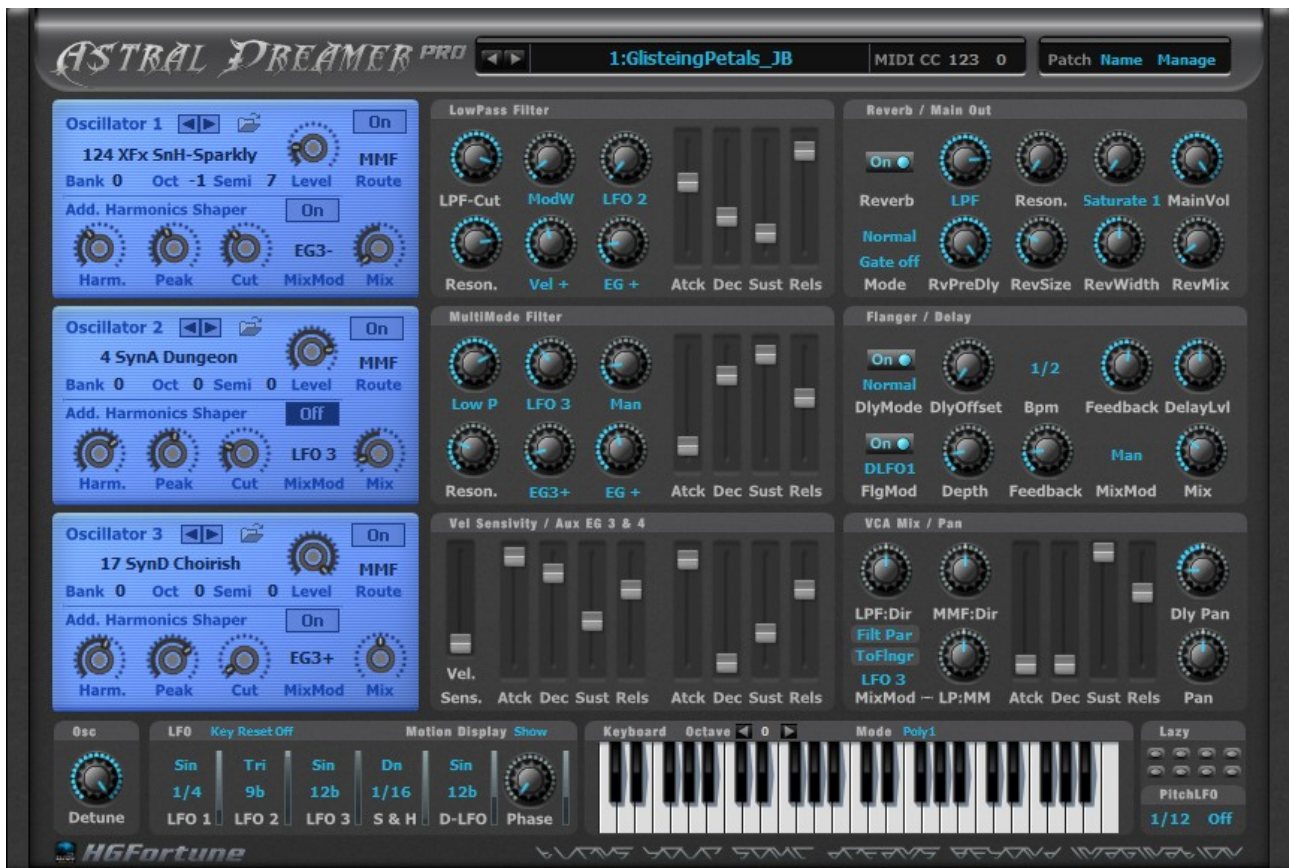 ASTRAL DREAMER PRO
1:GlisteingPetals_JB
MIDI CC 123 0
Patch Name Manage
Oscillator 1 On
124 XFx SnH-Sparkly MMF
Bank 0 Oct -1 Semi 7 Level Route
Add. Harmonics Shaper On
EG3-
Harm. Peak Cut MixMod Mix
LowPass Filter
LPF-Cut ModW LFO 2
Reson. Vel + EG + Atck Dec Sust Rels
Reverb / Main Out
On
Reverb LPF Reson. Saturate 1 MainVol
Normal
Gate off
Mode RvPreDly RevSize RevWidth RevMix
Oscillator 2 On
4 SynA Dungeon MMF
Bank 0 Oct 0 Semi 0 Level Route
Add. Harmonics Shaper Off
LFO 3
Harm. Peak Cut MixMod Mix
MultiMode Filter
Low P LFO 3 Man
Reson. EG3+ EG + Atck Dec Sust Rels
Flanger / Delay
On 1/2
Normal
DlyMode DlyOffset Bpm Feedback DelayLvl
On
DLFO1 Man
FlgMod Depth Feedback MixMod Mix
Oscillator 3 On
17 SynD Choirish MMF
Bank 0 Oct 0 Semi 0 Level Route
Add. Harmonics Shaper On
EG3+
Harm. Peak Cut MixMod Mix
Vel Sensivity / Aux EG 3 & 4
Vel.
Sens. Atck Dec Sust Rels Atck Dec Sust Rels
VCA Mix / Pan
LPF:Dir MMF:Dir Dly Pan
Filt Par
ToFlngr
LFO 3
MixMod LP:MM Atck Dec Sust Rels Pan
Osc
Detune
LFO Key Reset Off Motion Display Show
Sin Tri Sin Dn Sin
1/4 9b 12b 1/16 12b
LFO 1 LFO 2 LFO 3 S & H D-LFO Phase
Keyboard Octave 0 Mode Poly1
Lazy
PitchLFO
1/12 Off
HGFortune